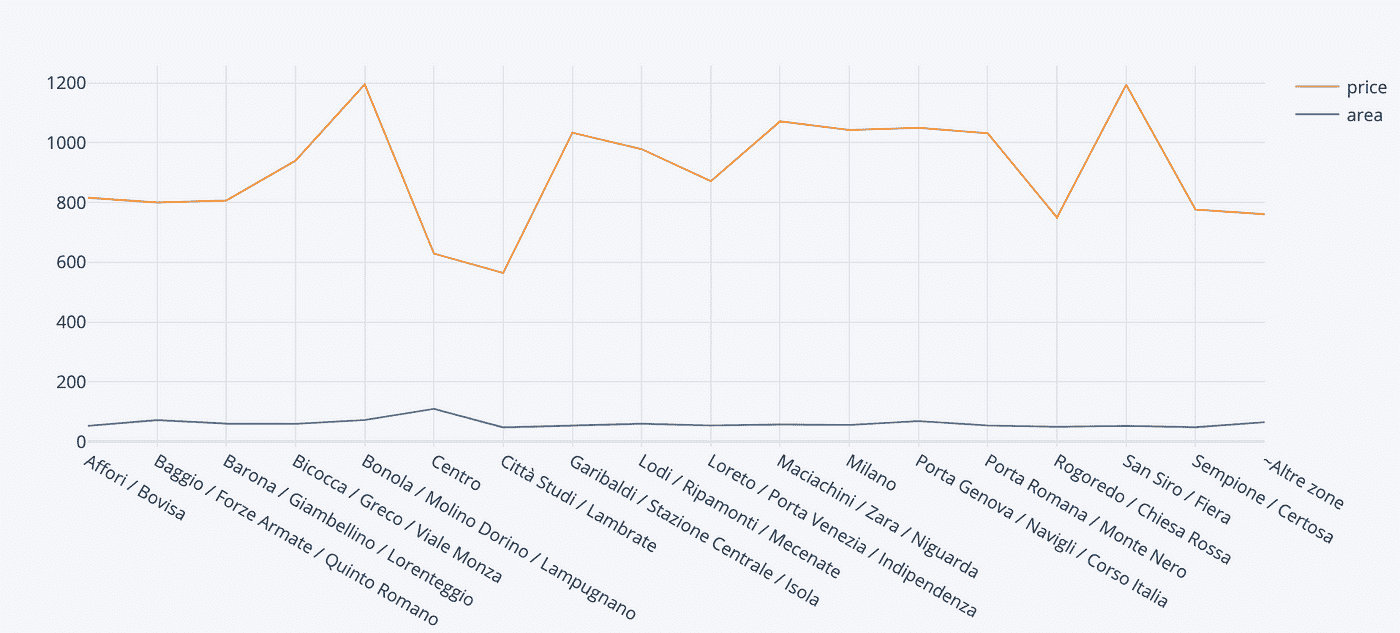 1200
1000
800
600
400
200
0
price
area
Affori / Bovisa
Baggio / Forze Armate / Quinto Romano
Barona / Giambellino / Lorenteggio
Bicocca / Greco / Viale Monza
Bonola / Molino Dorino / Lampugnano
Centro
Città Studi / Lambrate
Garibaldi / Stazione Centrale / Isola
Lodi / Ripamonti / Mecenate
Loreto / Porta Venezia / Indipendenza
Maciachini / Zara / Niguarda
Milano
Porta Genova / Navigli / Corso Italia
Porta Romana / Monte Nero
Rogoredo / Chiesa Rossa
San Siro / Fiera
Sempione / Certosa
~Altre zone